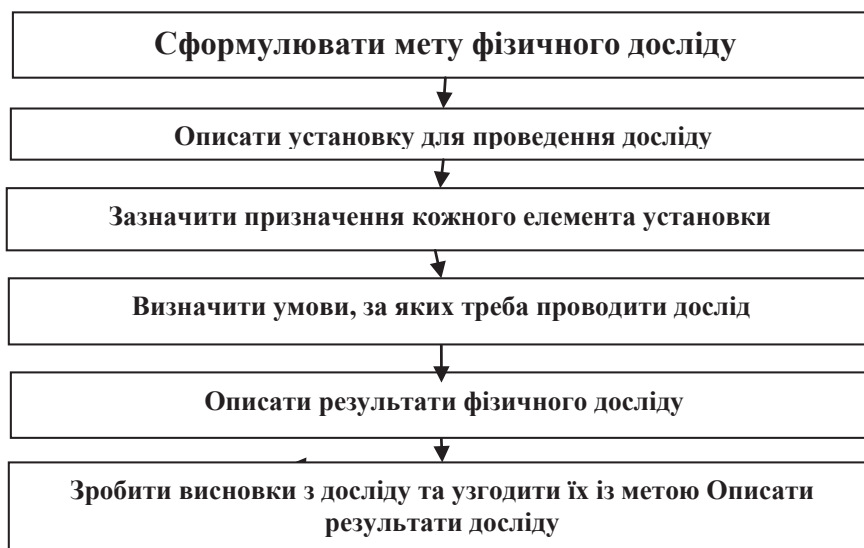 Сформулювати мету фізичного досліду
Описати установку для проведення досліду
Зазначити призначення кожного елемента установки
Визначити умови, за яких треба проводити дослід
Описати результати фізичного досліду
Зробити висновки з досліду та узгодити їх із метою Описати
результати досліду